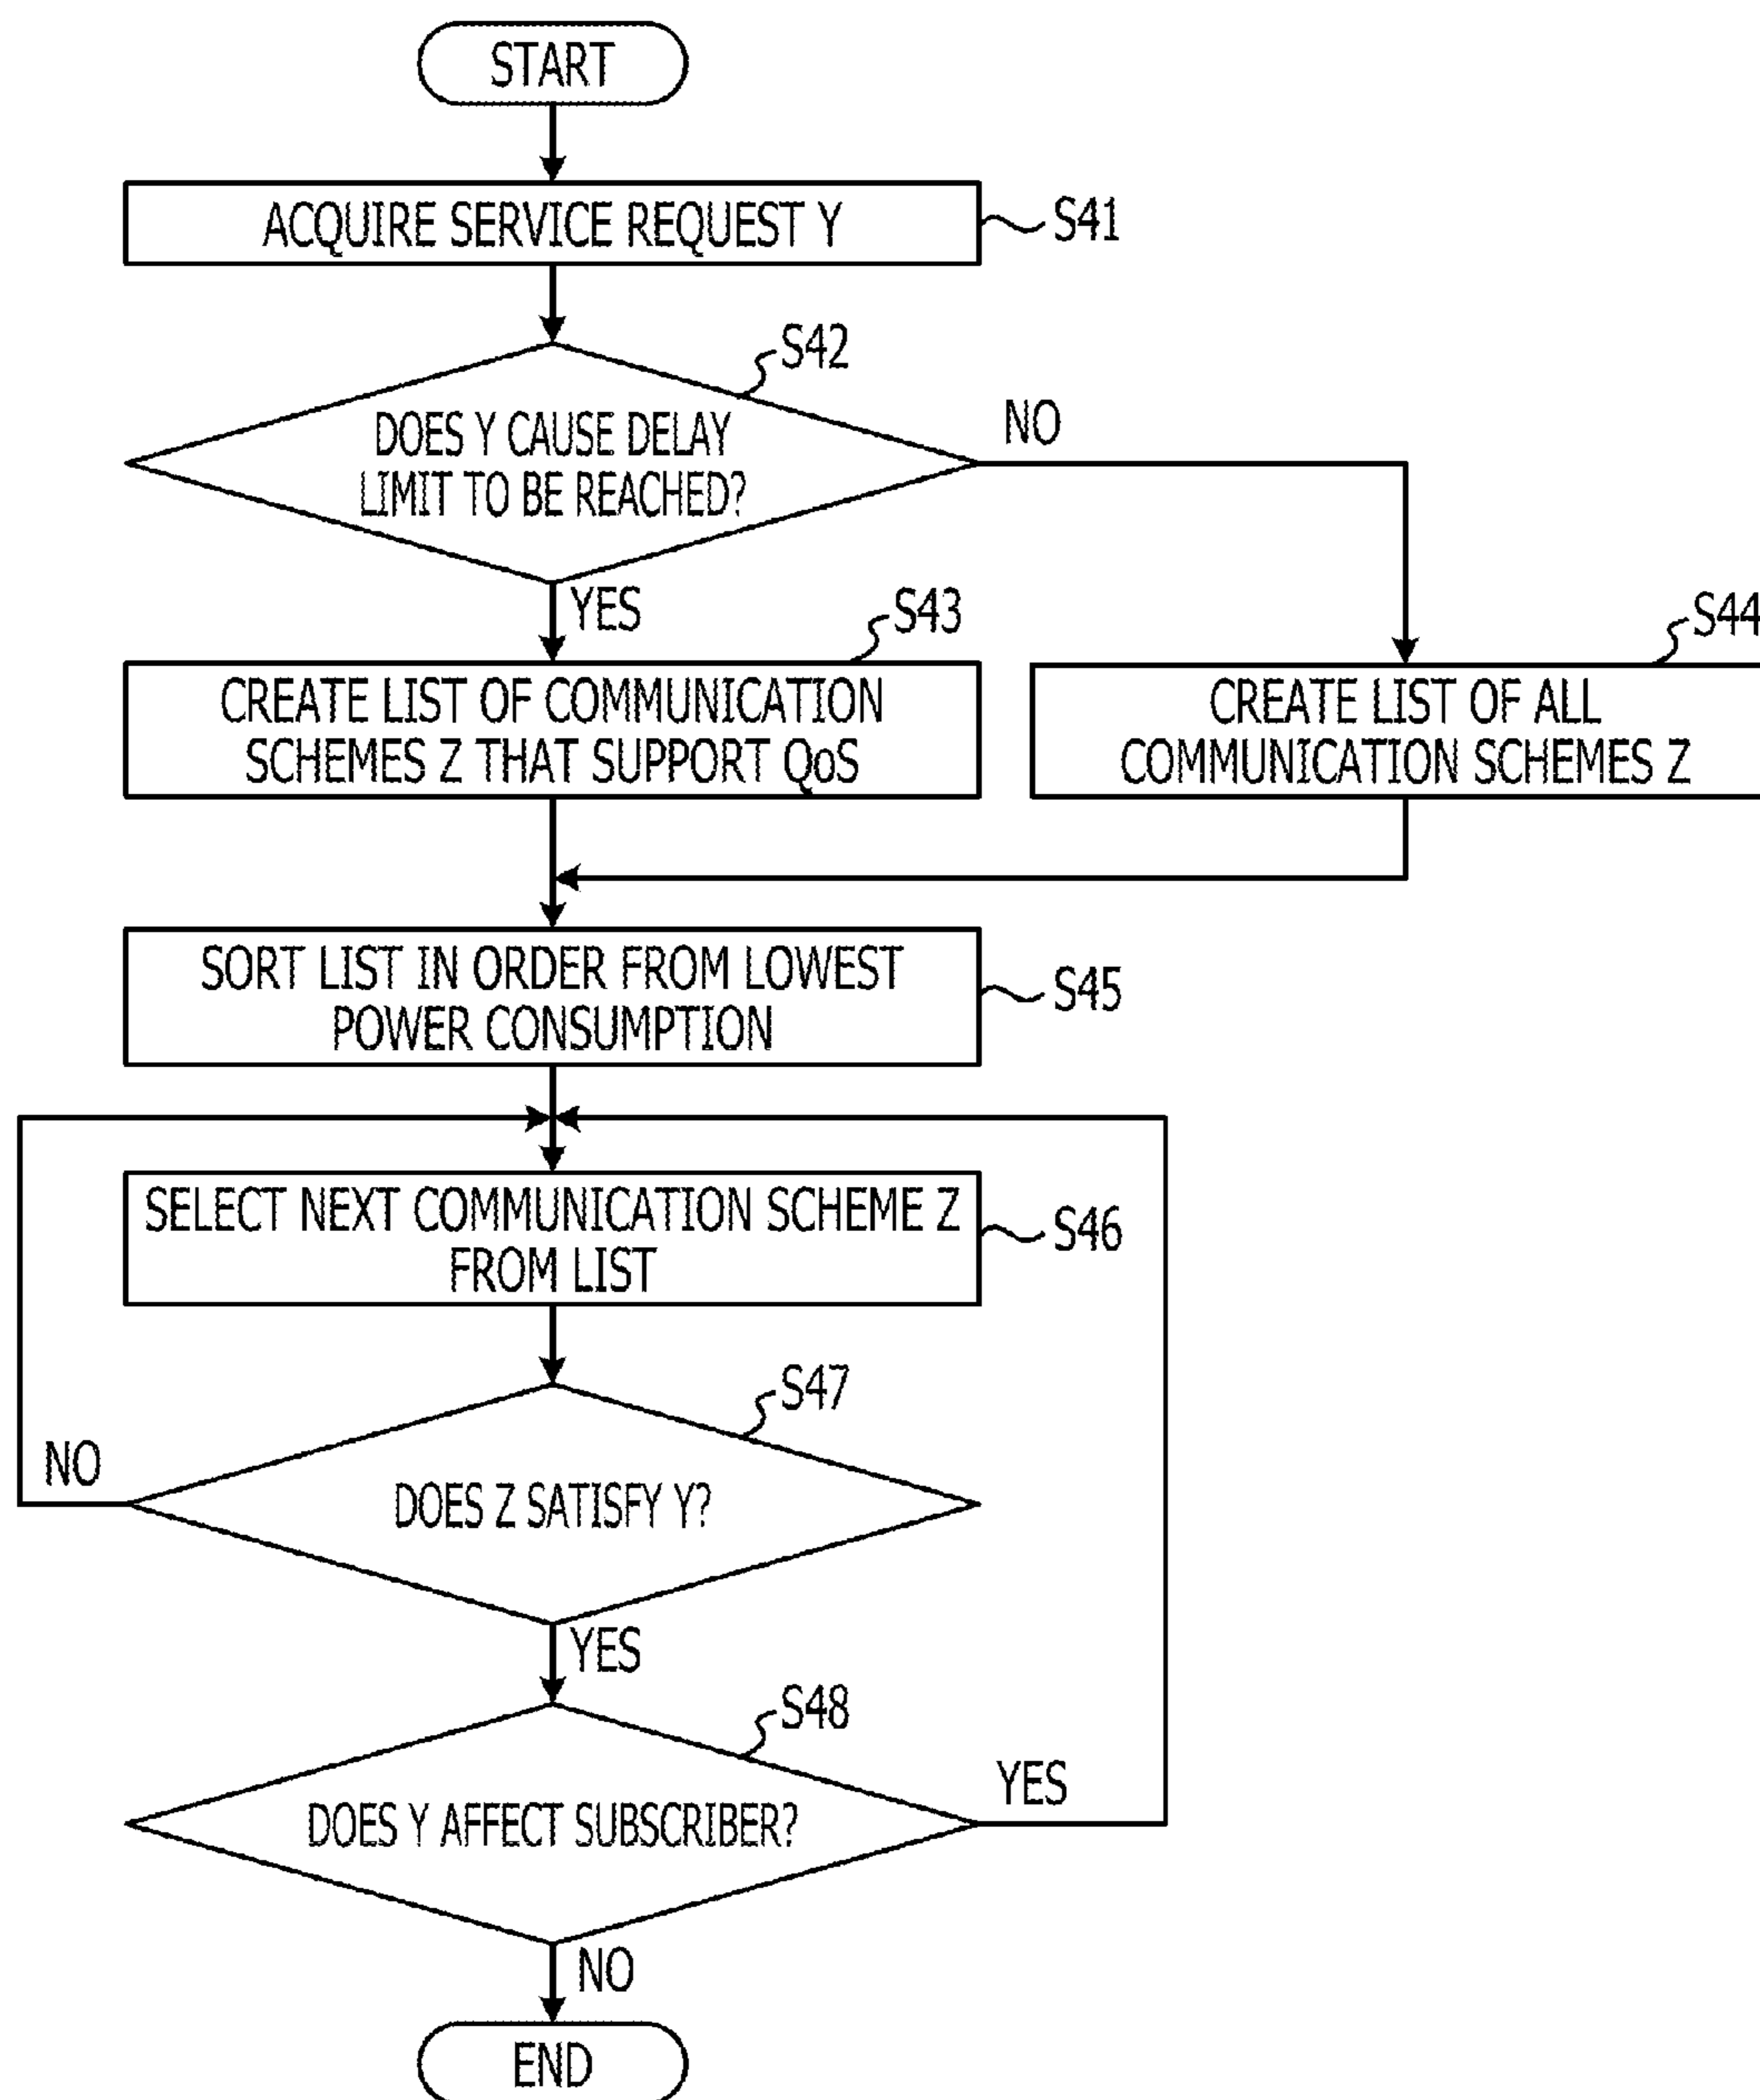 START
ACQUIRE SERVICE REQUEST Y
S41
S42
DOES Y CAUSE DELAY
LIMIT TO BE REACHED?
NO
YES
S43
CREATE LIST OF COMMUNICATION
SCHEMES Z THAT SUPPORT QoS
S44
CREATE LIST OF ALL
COMMUNICATION SCHEMES Z
SORT LIST IN ORDER FROM LOWEST
POWER CONSUMPTION
S45
SELECT NEXT COMMUNICATION SCHEME Z
FROM LIST
S46
S47
NO
DOES Z SATISFY Y?
YES
S48
YES
DOES Y AFFECT SUBSCRIBER?
NO
END